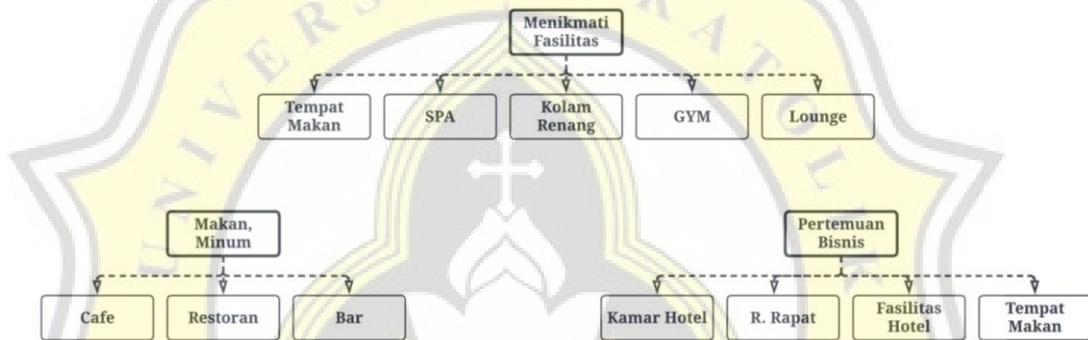 Menikmati
Fasilitas
Tempat
Makan
SPA
Kolam
Renang
GYM
Lounge
Makan,
Minum
Pertemuan
Bisnis
Cafe
Restoran
Bar
Kamar Hotel
R. Rapat
Fasilitas
Hotel
Tempat
Makan